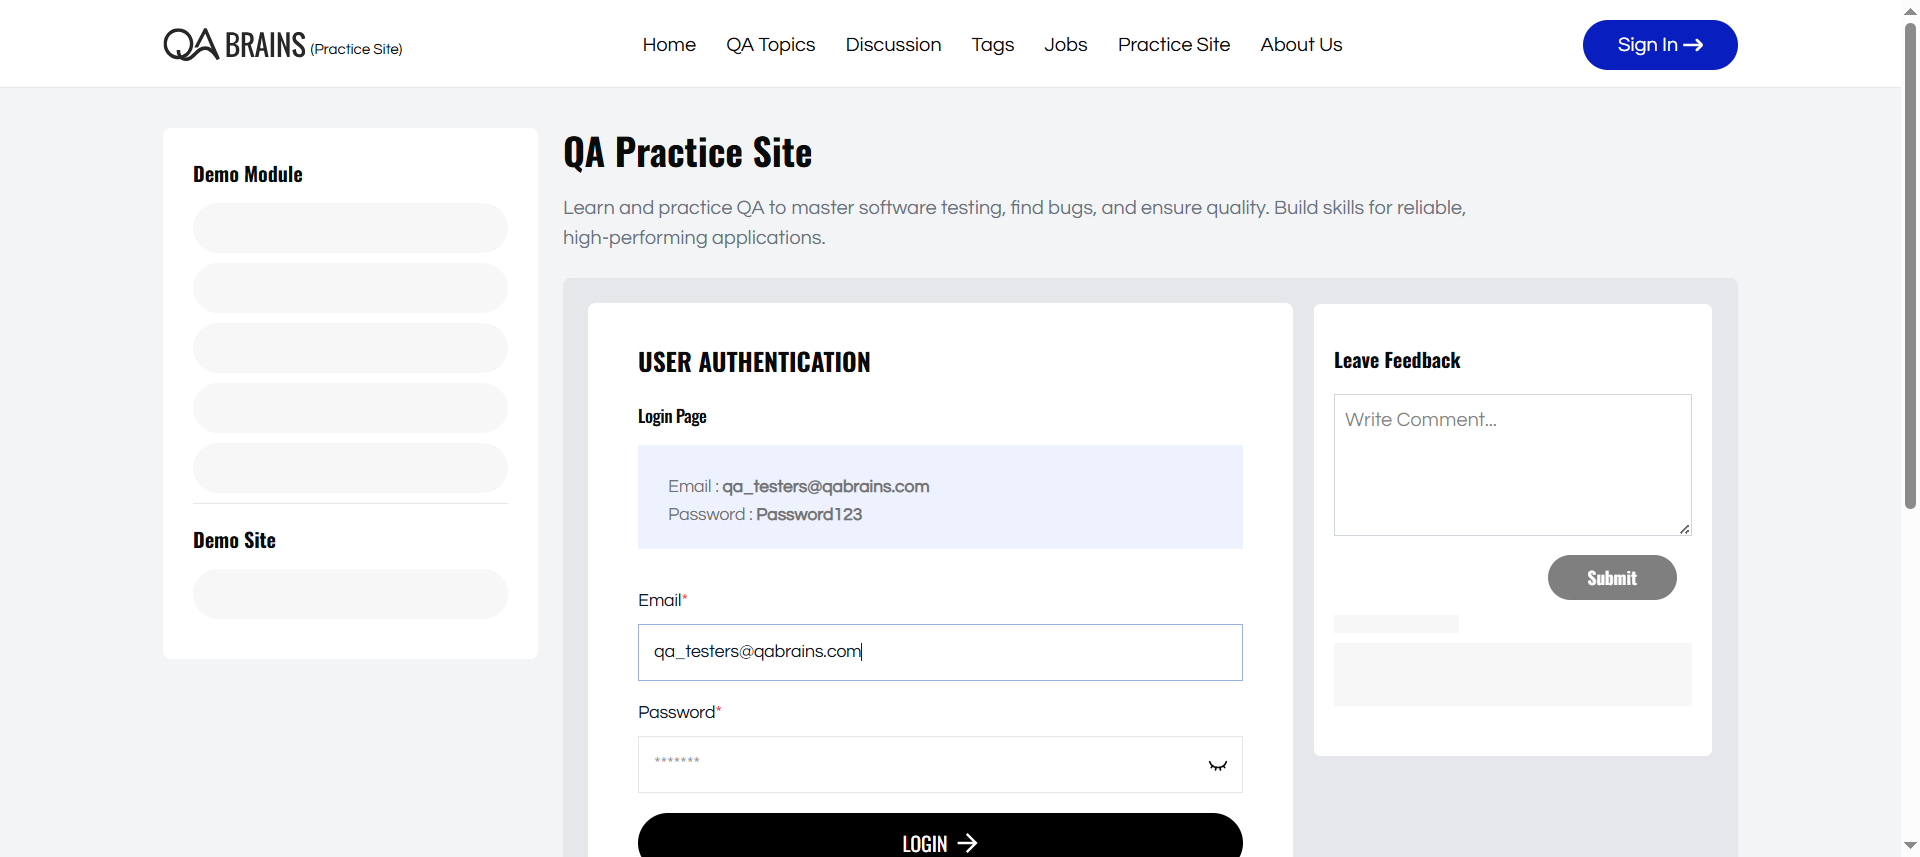 QA BRAINS (Practice Site)
Home
QA Topics
Discussion
Tags
Jobs
Practice Site
About Us
Sign In
Demo Module
Demo Site
QA Practice Site
Learn and practice QA to master software testing, find bugs, and ensure quality. Build skills for reliable,
high-performing applications.
USER AUTHENTICATION
Login Page
Email : qa_testers@qabrains.com
Password : Password123
Email*
qa_testers@qabrains.com
Password*
*******
LOGIN
Leave Feedback
Write Comment...
Submit